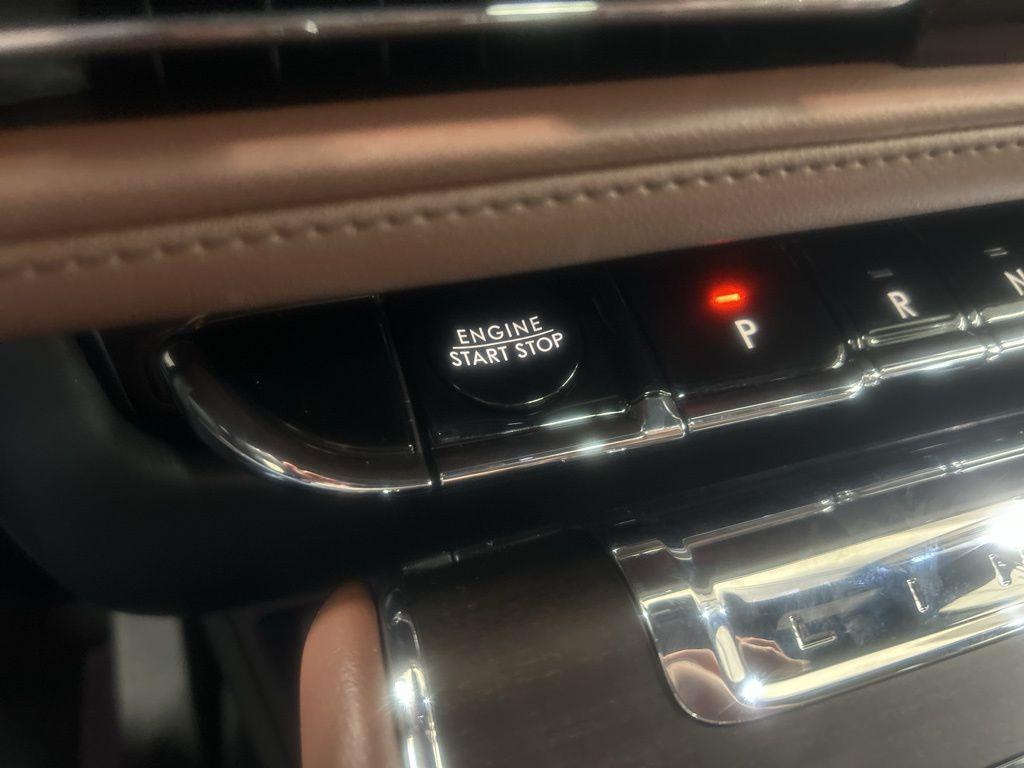 ENGINE
START STOP
P
R
N
L I